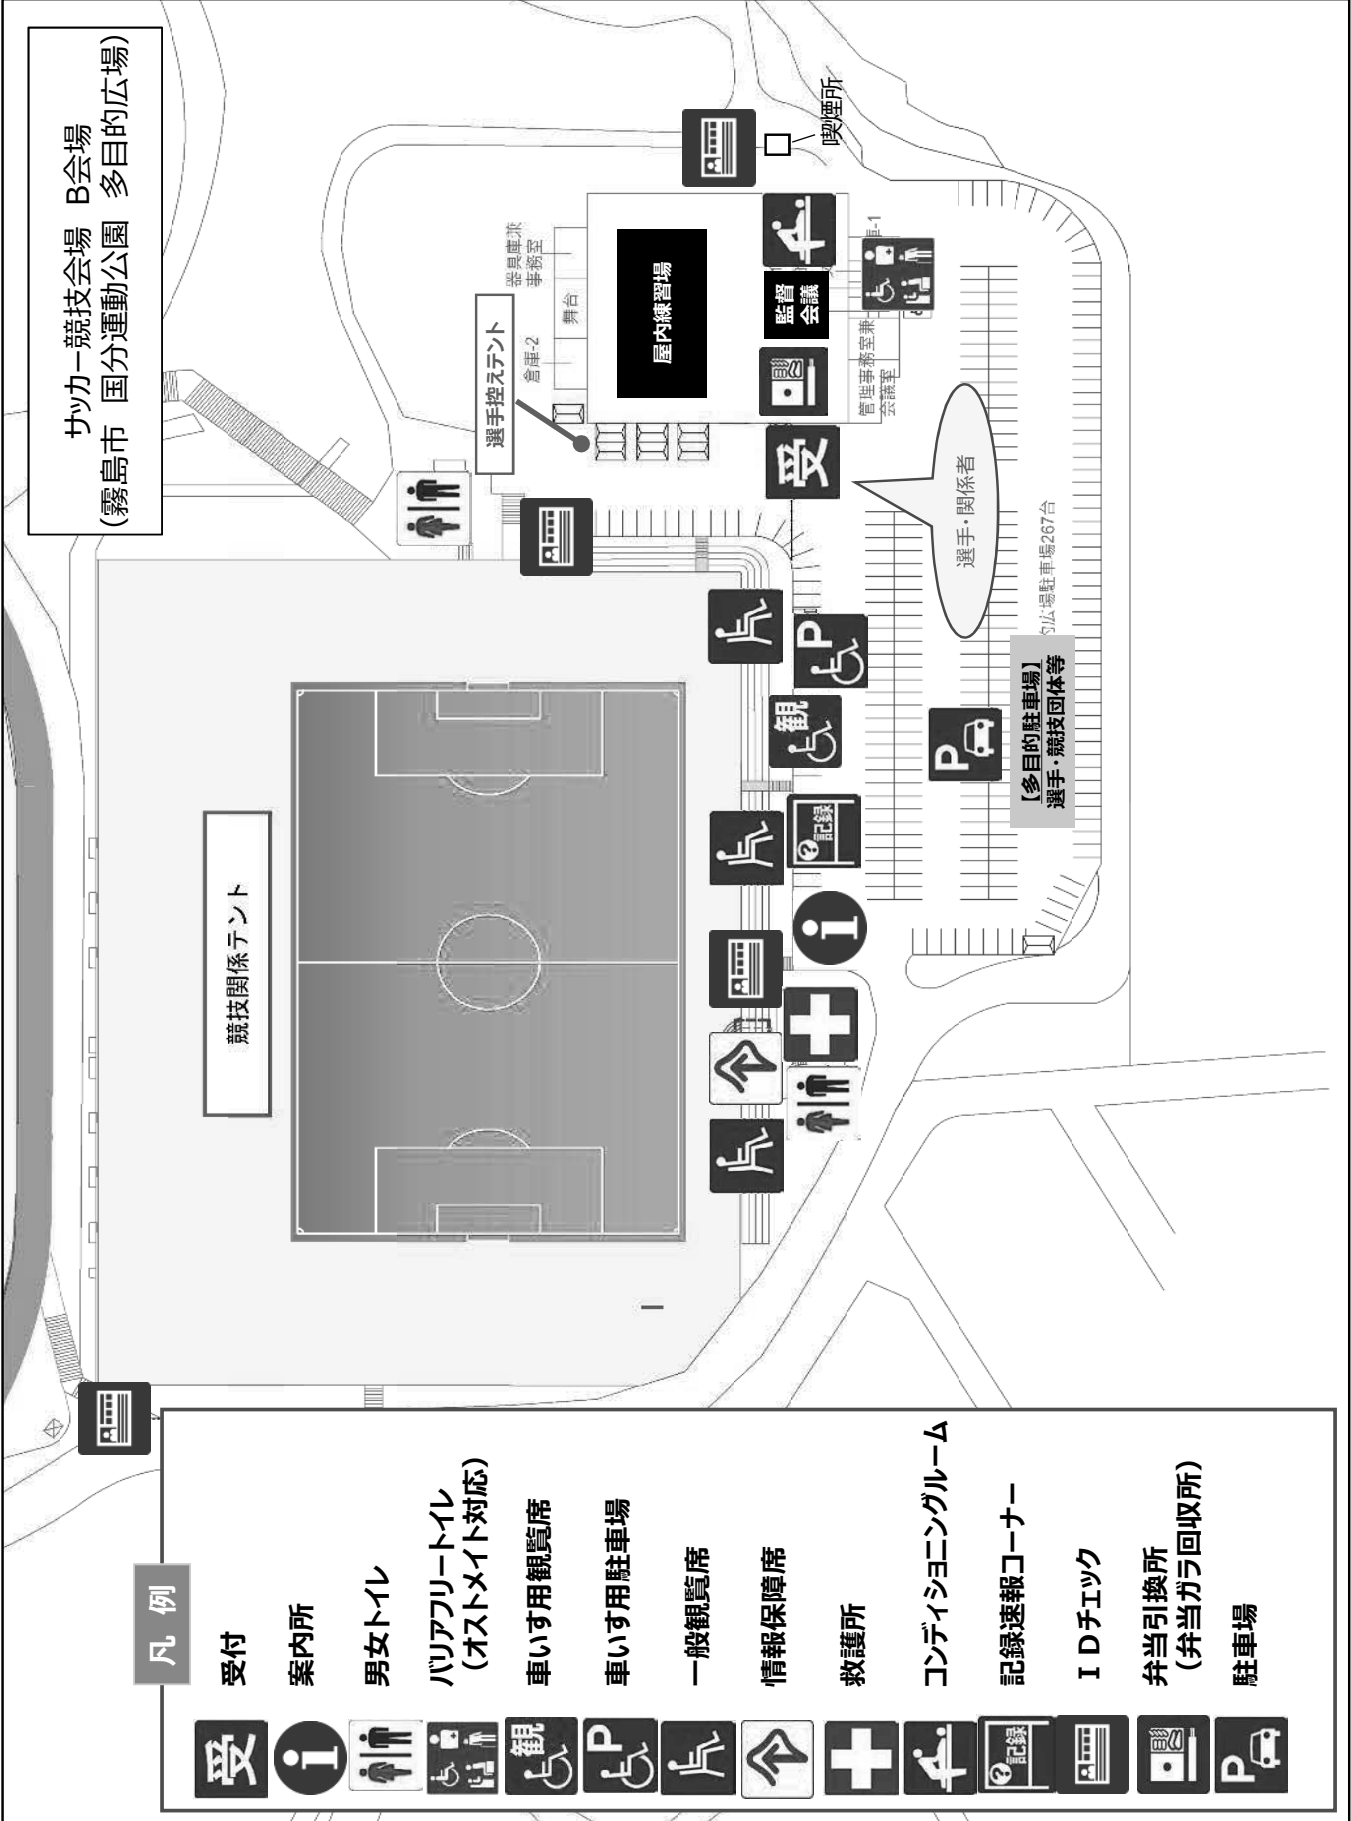 サッカー競技会場　B会場
（霧島市　国分運動公園　多目的広場）
競技関係テント
選手控えテント
器具庫兼
事務室
舞台
倉庫-2
屋内練習場
監督
会議
管理事務室兼
会議室
喫煙所
受
選手・関係者
P
観
記録
i
P
【多目的駐車場】
選手・競技団体等
広場駐車場267台
凡 例
受 受付
i 案内所
男女トイレ
バリアフリートイレ
（オストメイト対応）
観 車いす用観覧席
P 車いす用駐車場
一般観覧席
情報保障席
救護所
コンディショニングルーム
記録 記録速報コーナー
ＩＤチェック
弁当引換所
（弁当ガラ回収所）
P 駐車場